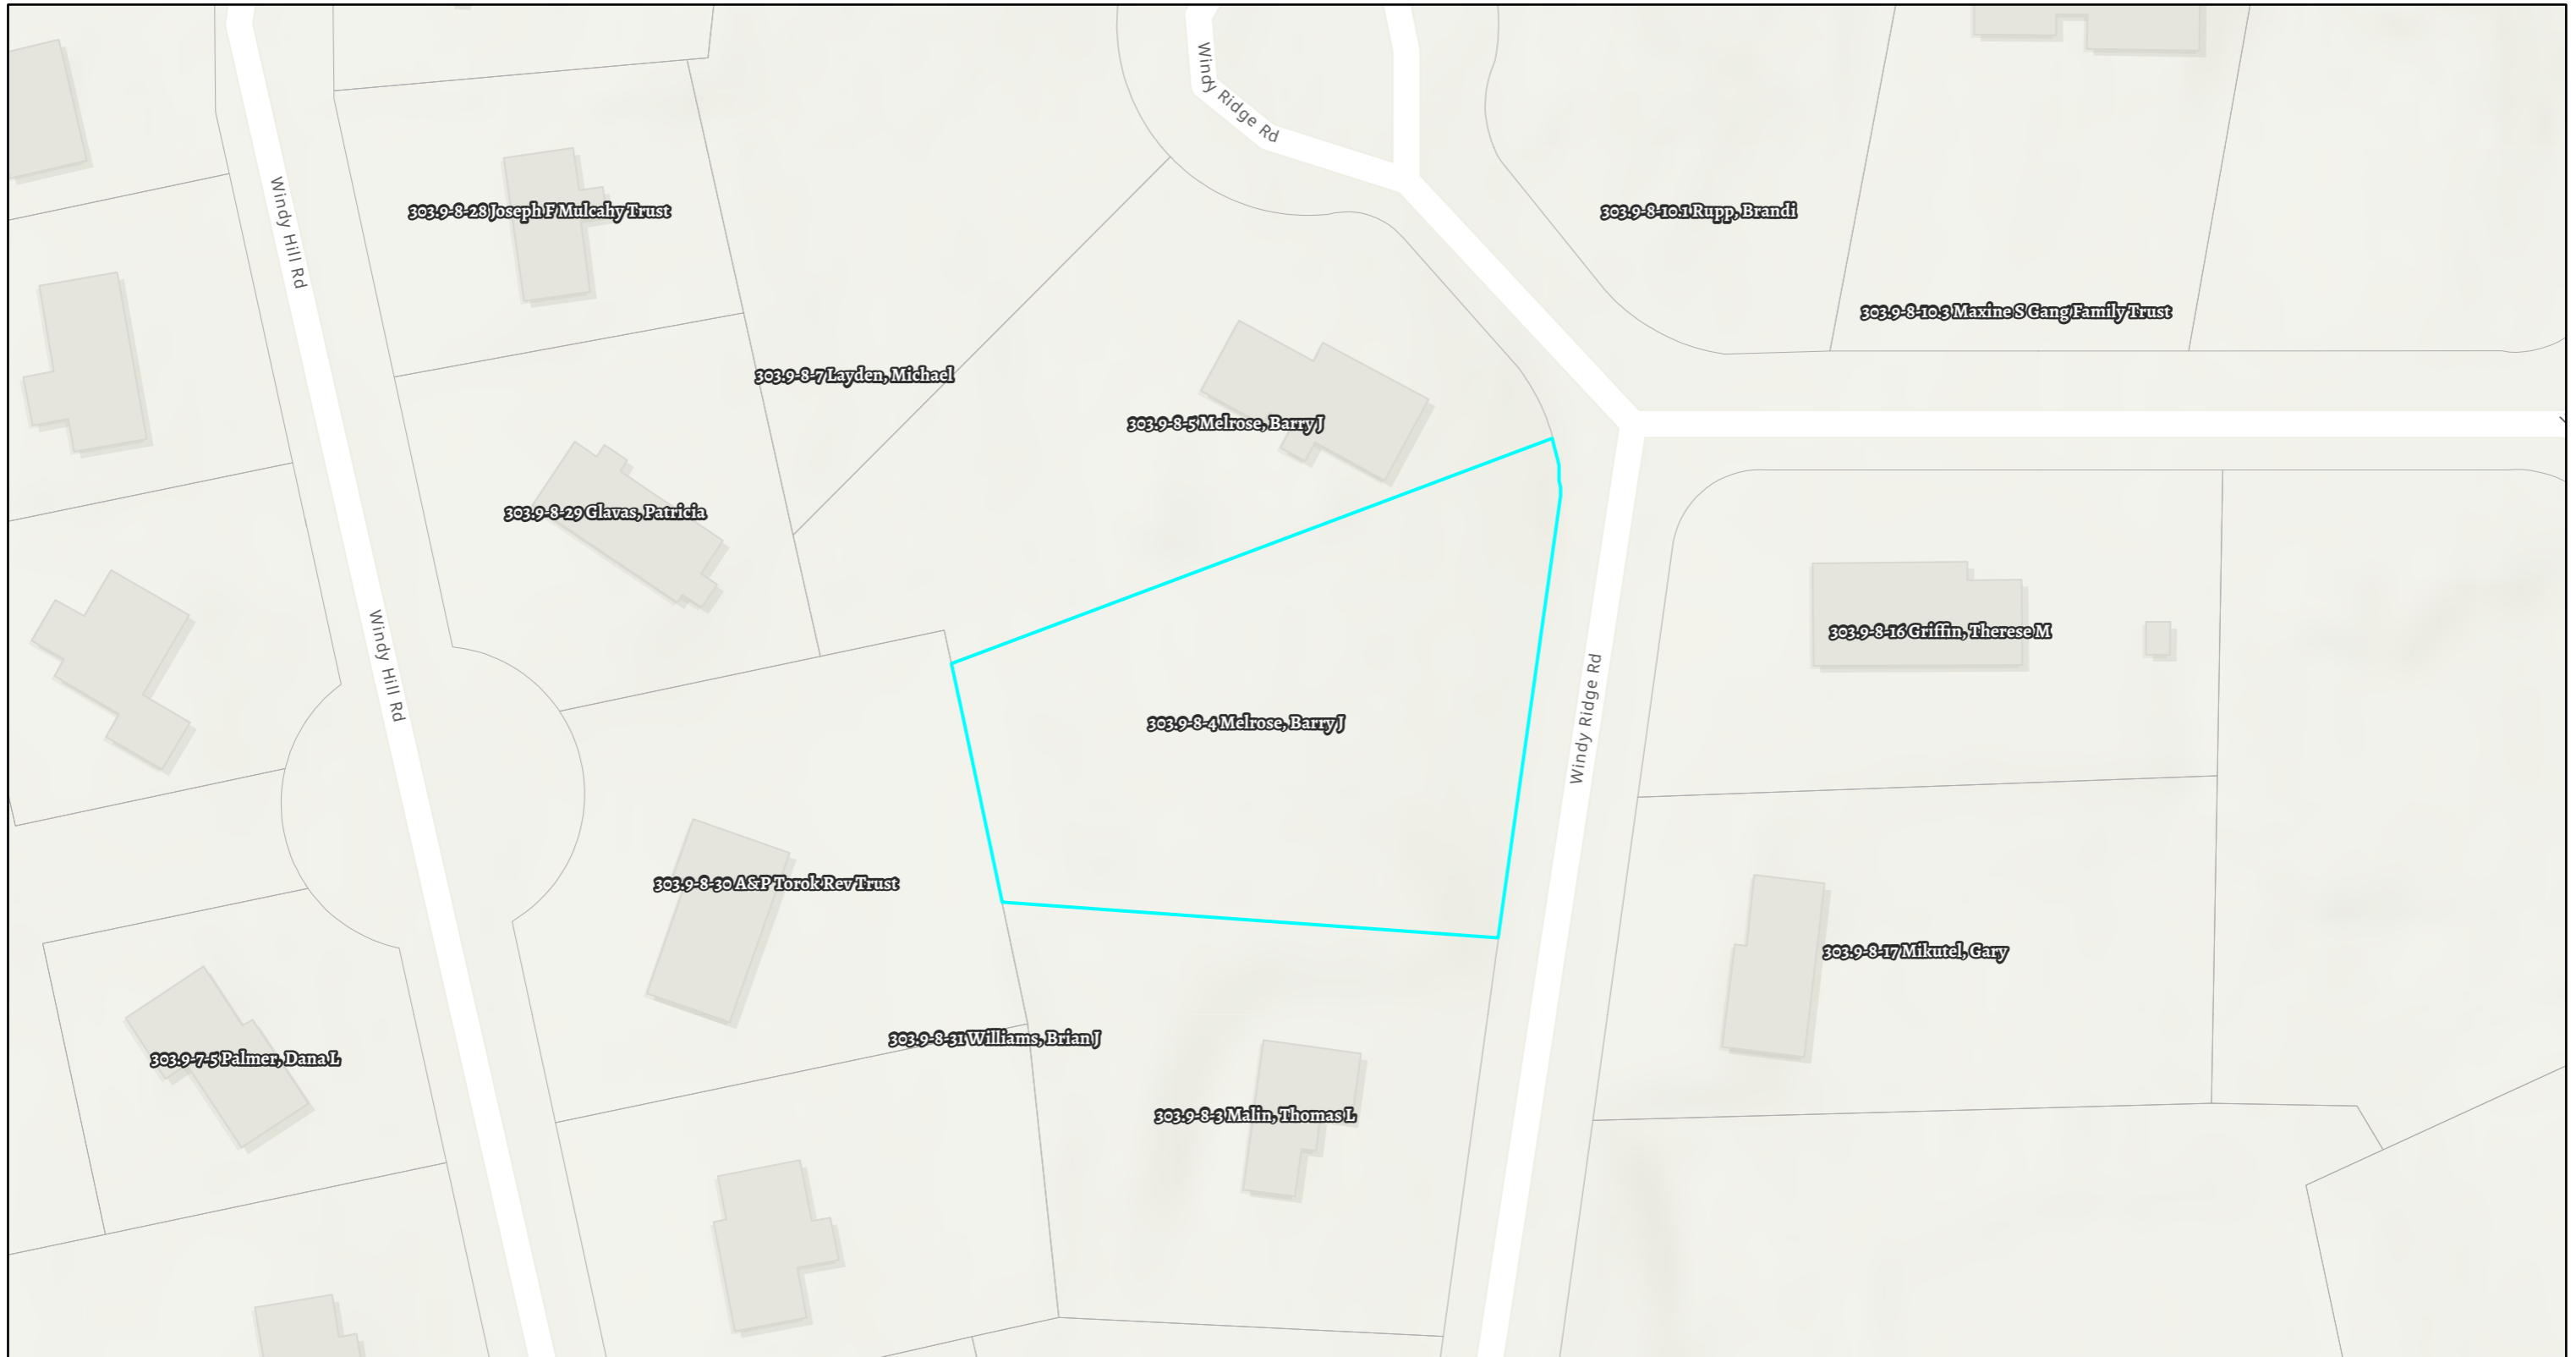 Windy Ridge Rd
303.9-8-28 Joseph F Mulcahy Trust
303.9-8-10.1 Rupp, Brandi
Windy Hill Rd
303.9-8-10.3 Maxine S Gang Family Trust
303.9-8-7 Layden, Michael
303.9-8-5 Melrose, Barry J
303.9-8-29 Glavas, Patricia
303.9-8-16 Griffin, Therese M
Windy Hill Rd
Windy Ridge Rd
303.9-8-4 Melrose, Barry J
303.9-8-30 A&P Torok Rev Trust
303.9-8-17 Mikutel, Gary
303.9-8-31 Williams, Brian J
303.9-7-5 Palmer, Dana L
303.9-8-3 Malin, Thomas L